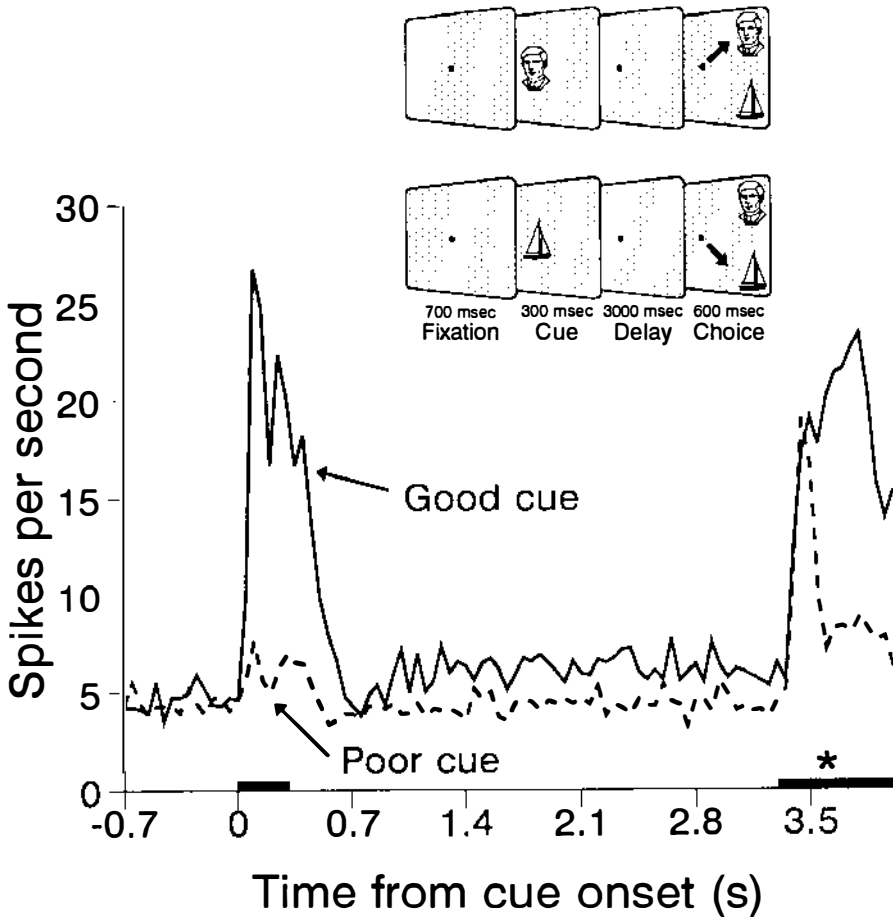 700 msec 300 msec 3000 msec 600 msec
Fixation Cue Delay Choice
30
25
20
15
10
5
0
Spikes per second
Good cue
Poor cue
*
-0.7 0 0.7 1.4 2.1 2.8 3.5
Time from cue onset (s)